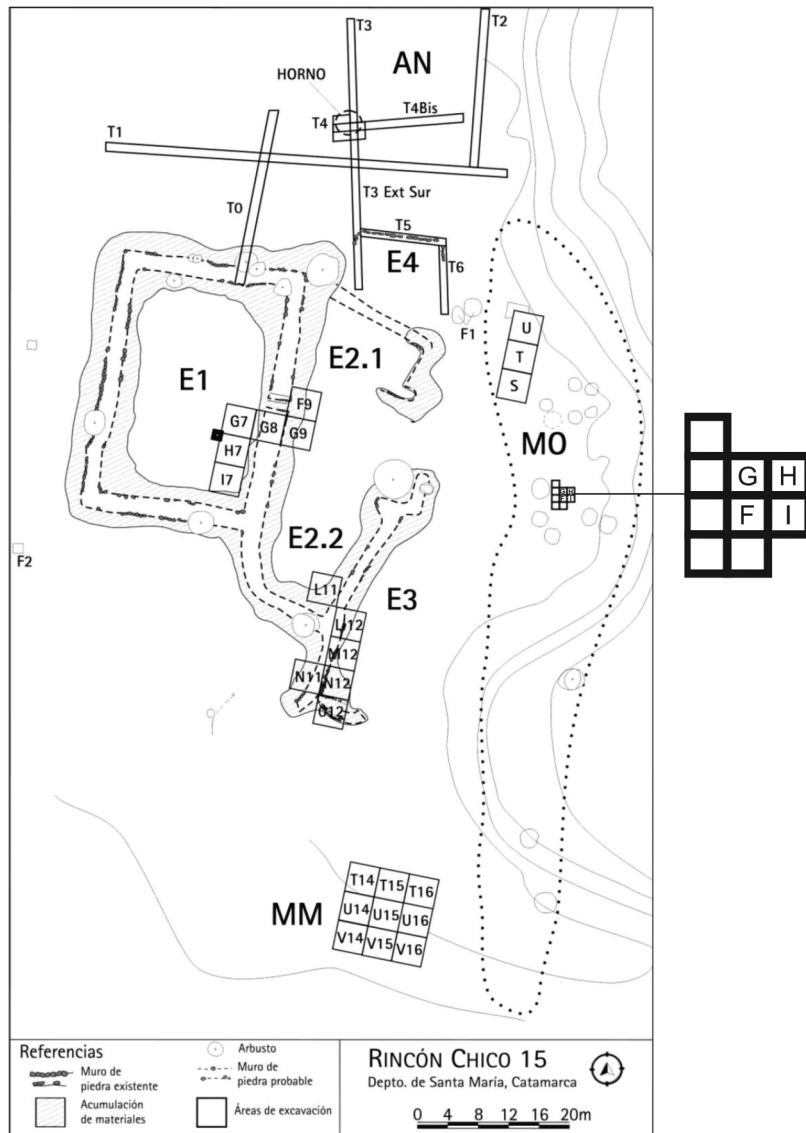 T3
T2
AN
HORNO
T4
T4Bis
T1
T3 Ext Sur
T0
T5
E4
T6
F1
U
T
S
E2.1
E1
F9
G7
G8
G9
H7
I7
MO
G H
F I
G H
F I
F2
E2.2
L11
E3
L12
M12
N11
N12
O12
MM
T14 T15 T16
U14 U15 U16
V14 V15 V16
Referencias
Muro de
piedra existente
Acumulación
de materiales
Arbusto
Muro de
piedra probable
Áreas de excavación
RINCÓN CHICO 15
Depto. de Santa María, Catamarca
0 4 8 12 16 20m